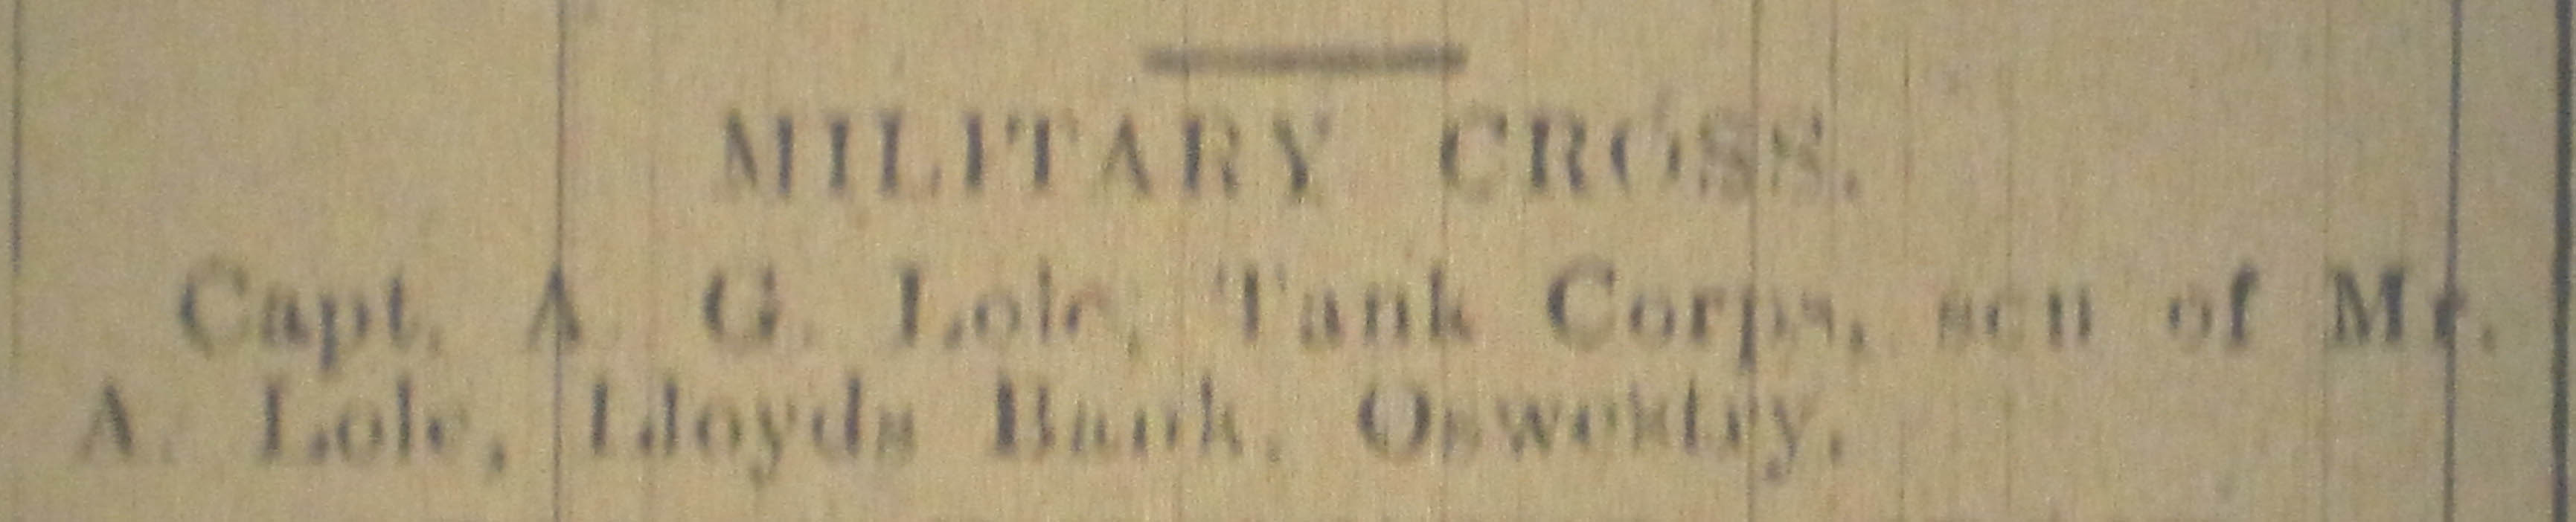 MILITARY CROSS.
Capt. A. G. Lole, Tank Corps, son of Mr.
A. Lole, Lloyds Bank, Oswestry.